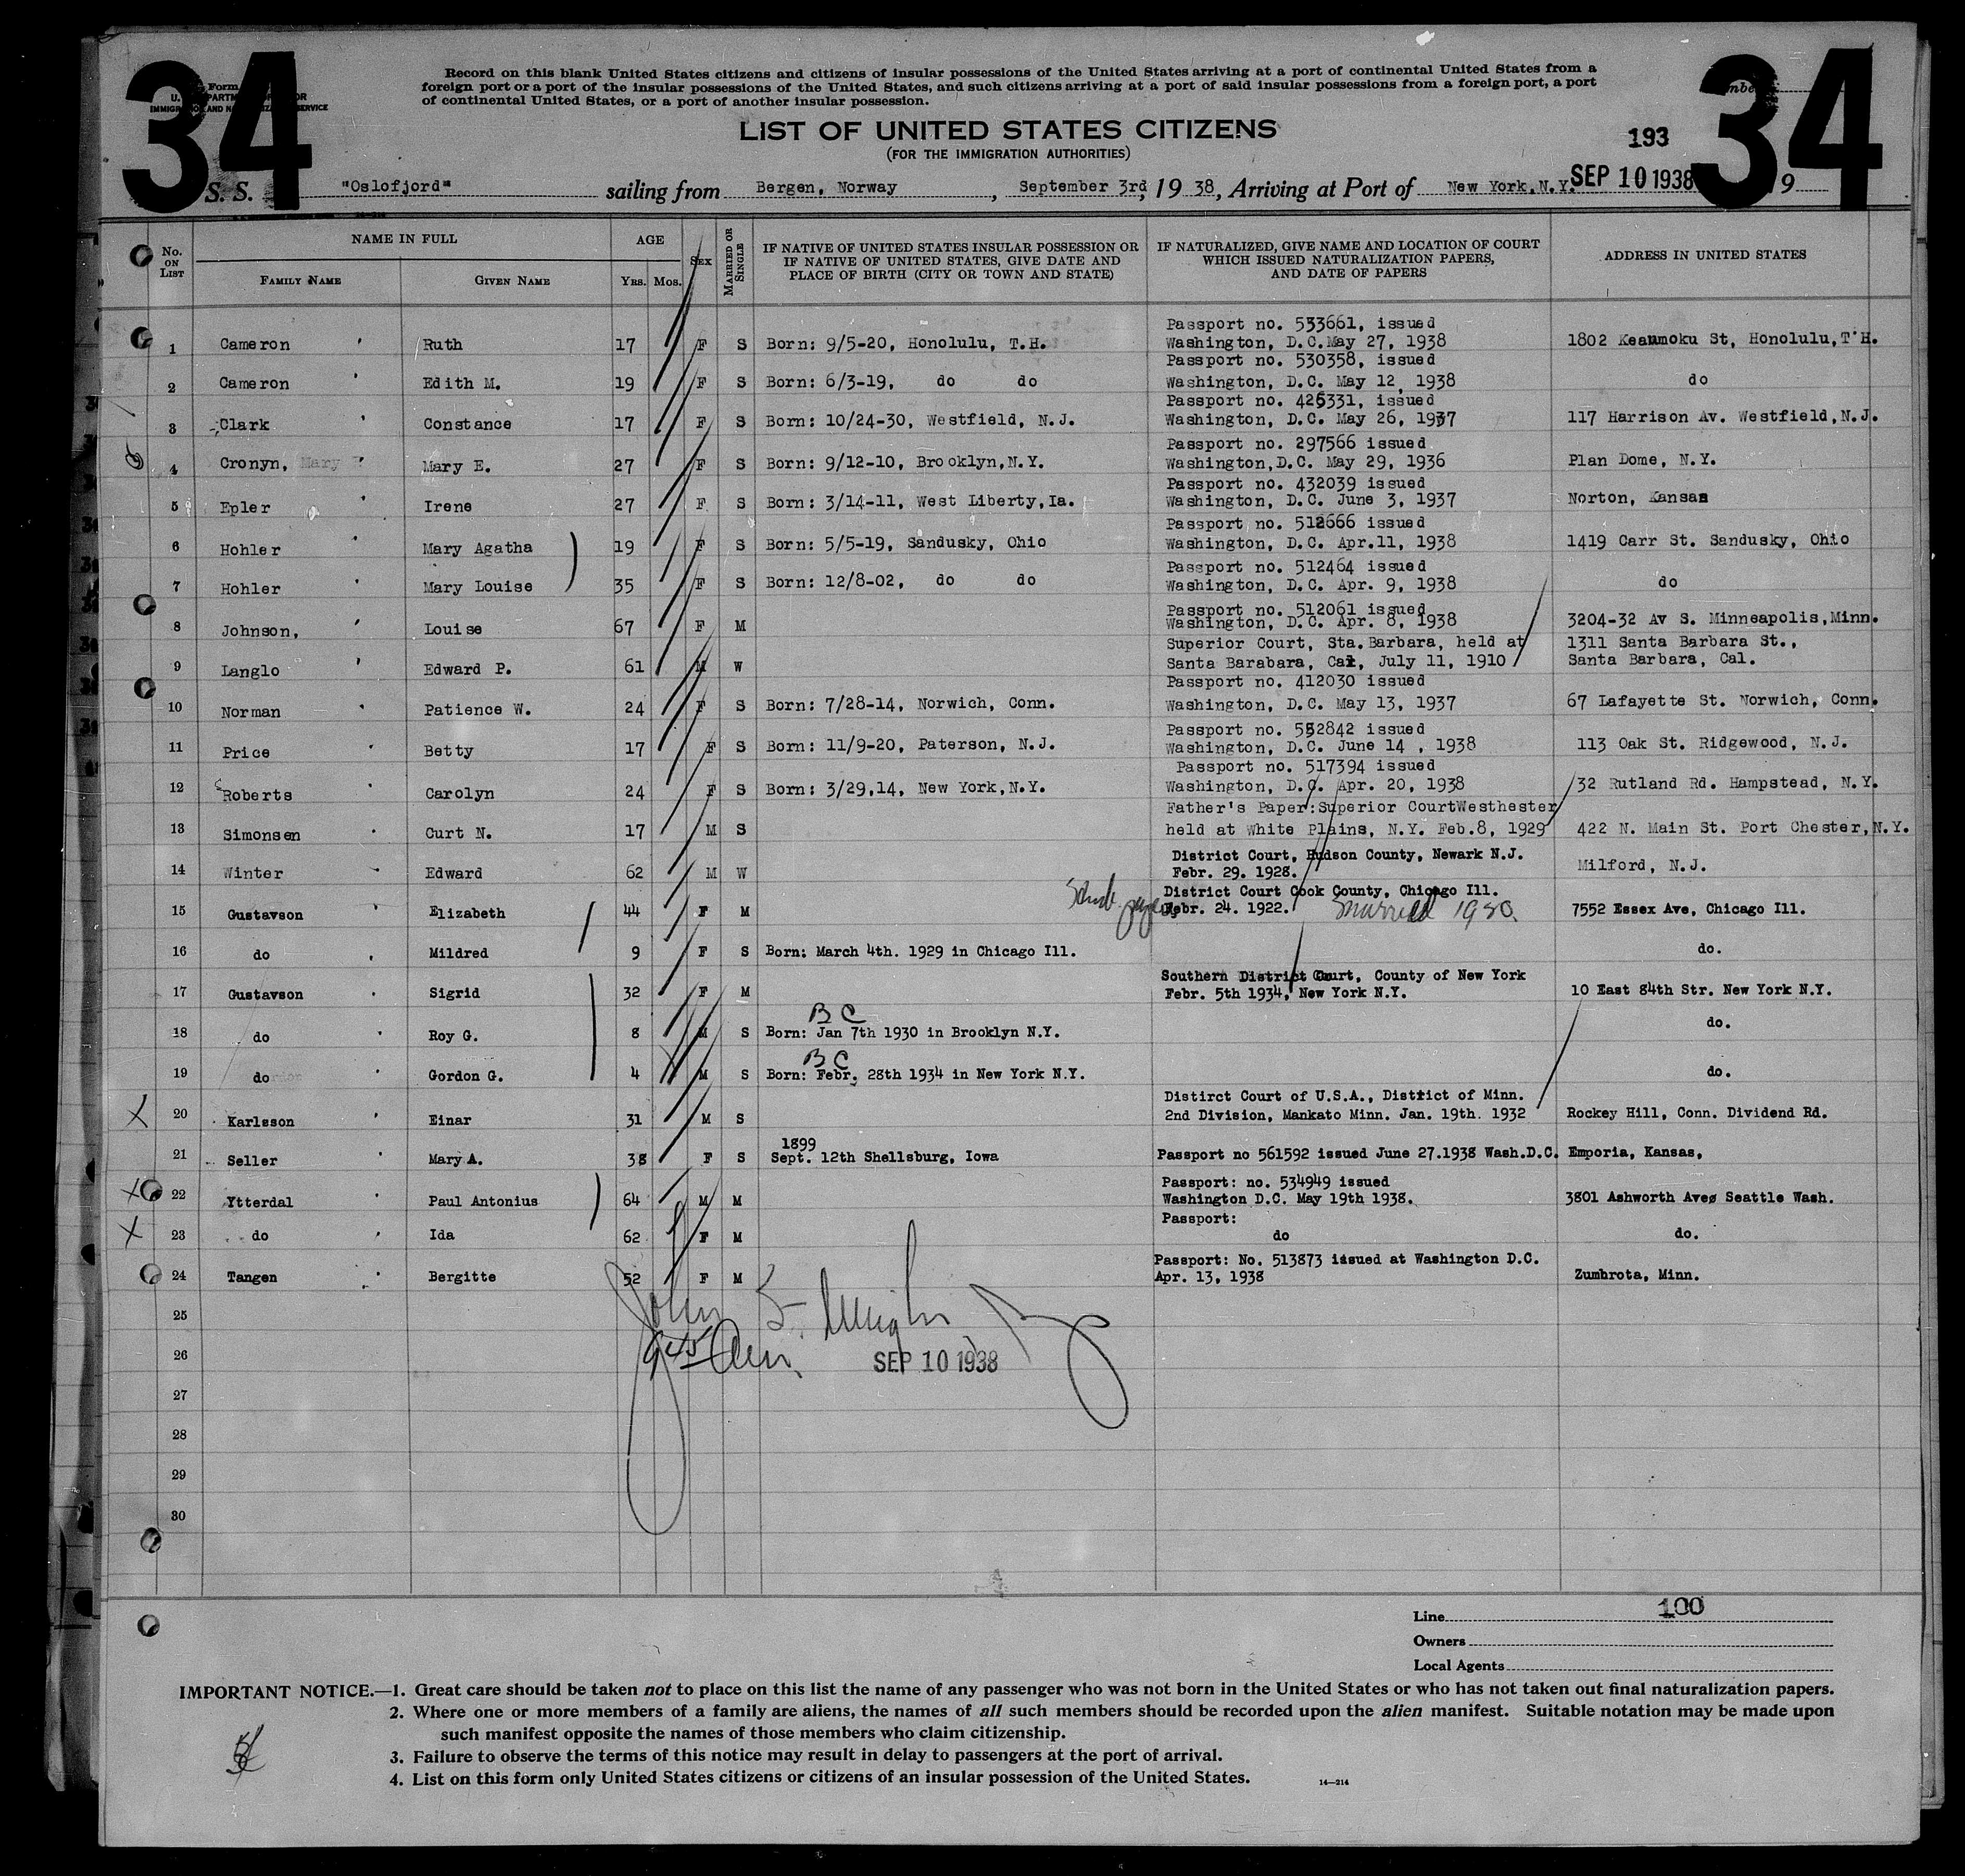 34
34
Form
U. DEPARTMENT OF LABOR
IMMIGRATION AND NATURALIZATION SERVICE
Record on this blank United States citizens and citizens of insular possessions of the United States arriving at a port of continental United States from a
foreign port or a port of the insular possessions of the United States, and such citizens arriving at a port of said insular possessions from a foreign port, a port
of continental United States, or a port of another insular possession.
LIST OF UNITED STATES CITIZENS
(FOR THE IMMIGRATION AUTHORITIES)
193
S. S. "Oslofjord" sailing from Bergen, Norway, September 3rd, 1938, Arriving at Port of New York.N.Y. SEP 10 1938 19
No. ON LIST NAME IN FULL AGE SEX MARRIED OR SINGLE IF NATIVE OF UNITED STATES INSULAR POSSESSION OR IF NATIVE OF UNITED STATES, GIVE DATE AND PLACE OF BIRTH (CITY OR TOWN AND STATE) IF NATURALIZED, GIVE NAME AND LOCATION OF COURT WHICH ISSUED NATURALIZATION PAPERS, AND DATE OF PAPERS ADDRESS IN UNITED STATES
FAMILY NAME GIVEN NAME YRS. MOS.
Passport no. 533661, issued
1 Cameron Ruth 17 F S Born: 9/5-20, Honolulu, T.H. Washington, D.C.May 27, 1938 1802 Keaumoku St, Honolulu,T.H.
Passport no. 530358, issued
2 Cameron Edith M. 19 F S Born: 6/3-19, do do Washington, D.C. May 12, 1938 do
Passport no. 425331, issued
3 Clark Constance 17 F S Born: 10/24-30, Westfield, N.J. Washington, D.C. May 26, 1937 117 Harrison Av. Westfield,N.J.
Passport no. 297566 issued
4 Cronyn, Mary E. 27 F S Born: 9/12-10, Brooklyn,N.Y. Washington,D.C. May 29, 1936 Plan Dome, N.Y.
Passport no. 432039 issued
5 Epler Irene 27 F S Born: 3/14-11, West Liberty,Ia. Washington, D.C. June 3, 1937 Norton, Kansas
Passport no. 512666 issued
6 Hohler Mary Agatha 19 F S Born: 5/5-19, Sandusky, Ohio Washington, D.C. Apr.11, 1938 1419 Carr St. Sandusky, Ohio
Passport no. 512464 issued
7 Hohler Mary Louise 35 F S Born: 12/8-02, do do Washington, D.C. Apr. 9, 1938 do
Passport no. 512061 issued
8 Johnson, Louise 67 F M Washington, D.C. Apr. 8, 1938 3204-32 Av S. Minneapolis,Minn.
Superior Court, Sta.Barbara, held at 1311 Santa Barbara St.,
9 Langlo Edward P. 61 M W Santa Barabara, Cal, July 11, 1910 Santa Barbara, Cal.
Passport no. 412030 issued
10 Norman Patience W. 24 F S Born: 7/28-14, Norwich, Conn. Washington, D.C. May 13, 1937 67 Lafayette St. Norwich, Conn.
Passport no. 552842 issued
11 Price Betty 17 F S Born: 11/9-20, Paterson, N.J. Washington, D.C. June 14 , 1938 113 Oak St. Ridgewood, N.J.
Passport no. 517394 issued
12 Roberts Carolyn 24 F S Born: 3/29,14, New York,N.Y. Washington, D.C. Apr. 20, 1938 32 Rutland Rd. Hampstead, N.Y.
Father's Paper:Superior CourtWesthester
13 Simonsen Curt N. 17 M S held at White Plains, N.Y. Feb.8, 1929 422 N. Main St. Port Chester,N.Y.
District Court, Hudson County, Newark N.J.
14 Winter Edward 62 M W Febr. 29. 1928. Milford, N.J.
District Court Cook County, Chicago Ill.
15 Gustavson Elizabeth 44 F M Febr. 24. 1922. Married 1920. 7552 Essex Ave, Chicago Ill.
16 do Mildred 9 F S Born: March 4th. 1929 in Chicago Ill. do.
Southern District Court, County of New York
17 Gustavson Sigrid 32 F M Febr. 5th 1934, New York N.Y. 10 East 84th Str. New York N.Y.
B C
18 do Roy G. 8 M S Born: Jan 7th 1930 in Brooklyn N.Y. do.
B C
19 do Gordon G. 4 M S Born: Febr. 28th 1934 in New York N.Y. do.
Distirct Court of U.S.A., District of Minn.
X 20 Karlsson Einar 31 M S 2nd Division, Mankato Minn. Jan. 19th. 1932 Rockey Hill, Conn. Dividend Rd.
1899
21 Seller Mary A. 38 F S Sept. 12th Shellsburg, Iowa Passport no 561592 issued June 27.1938 Wash.D.C. Emporia, Kansas,
Passport: no. 534949 issued
X 22 Ytterdal Paul Antonius 64 M M Washington D.C. May 19th 1938. 3801 Ashworth Ave, Seattle Wash.
Passport:
X 23 do Ida 62 F M do do.
Passport: No. 513873 issued at Washington D.C.
24 Tangen Bergitte 52 F M Apr. 13, 1938 Zumbrota, Minn.
25
John
26 SEP 10 1938
27
28
29
30
Line 100
Owners
Local Agents
IMPORTANT NOTICE.—1. Great care should be taken not to place on this list the name of any passenger who was not born in the United States or who has not taken out final naturalization papers.
2. Where one or more members of a family are aliens, the names of all such members should be recorded upon the alien manifest. Suitable notation may be made upon
such manifest opposite the names of those members who claim citizenship.
3. Failure to observe the terms of this notice may result in delay to passengers at the port of arrival.
4. List on this form only United States citizens or citizens of an insular possession of the United States.
14—214